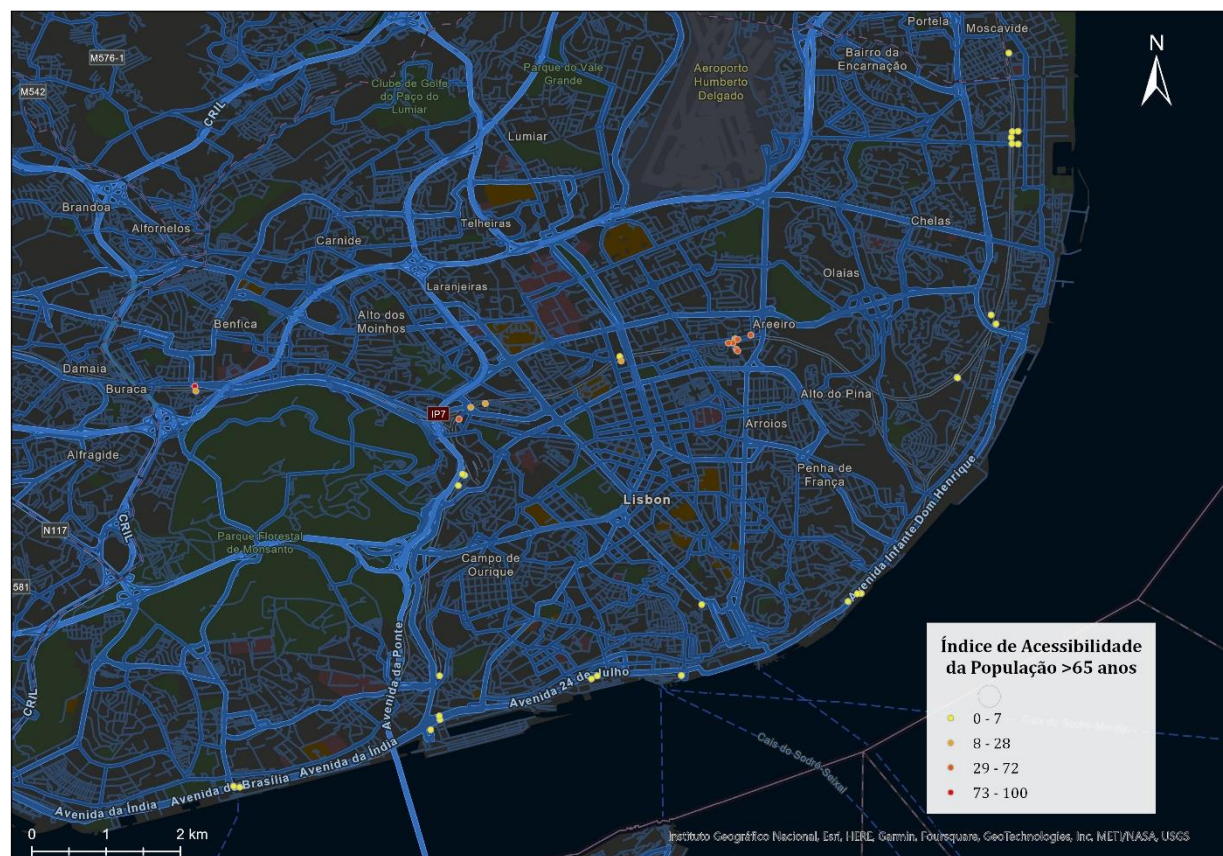 Portela
Moscavide
N
M576-1
Bairro da
Encarnação
Parque do Vale
Grande
Aeroporto
Humberto
Delgado
Clube de Golfe
do Paço do
Lumiar
M542
CRIL
Lumiar
Brandoa
Alfornelos
Telheiras
Chelas
Carnide
Olaias
Laranjeiras
Alto dos
Moinhos
Benfica
Areeiro
Damaia
Buraca
Alto do Pina
IP7
Arroios
Alfragide
Penha de
França
Lisbon
N117
CRIL
Parque Florestal
de Monsanto
Campo de
Ourique
Avenida Infante Dom Henrique
581
Avenida da Ponte
CRIL
Avenida 24 de Julho
Avenida da Índia
Avenida de Brasília
Avenida da Índia
Cais do Sodré-Seixal
Índice de Acessibilidade
da População >65 anos
0 - 7
8 - 28
29 - 72
73 - 100
0 1 2 km
Instituto Geográfico Nacional, Esri, HERE, Garmin, Foursquare, GeoTechnologies, Inc, METI/NASA, USGS